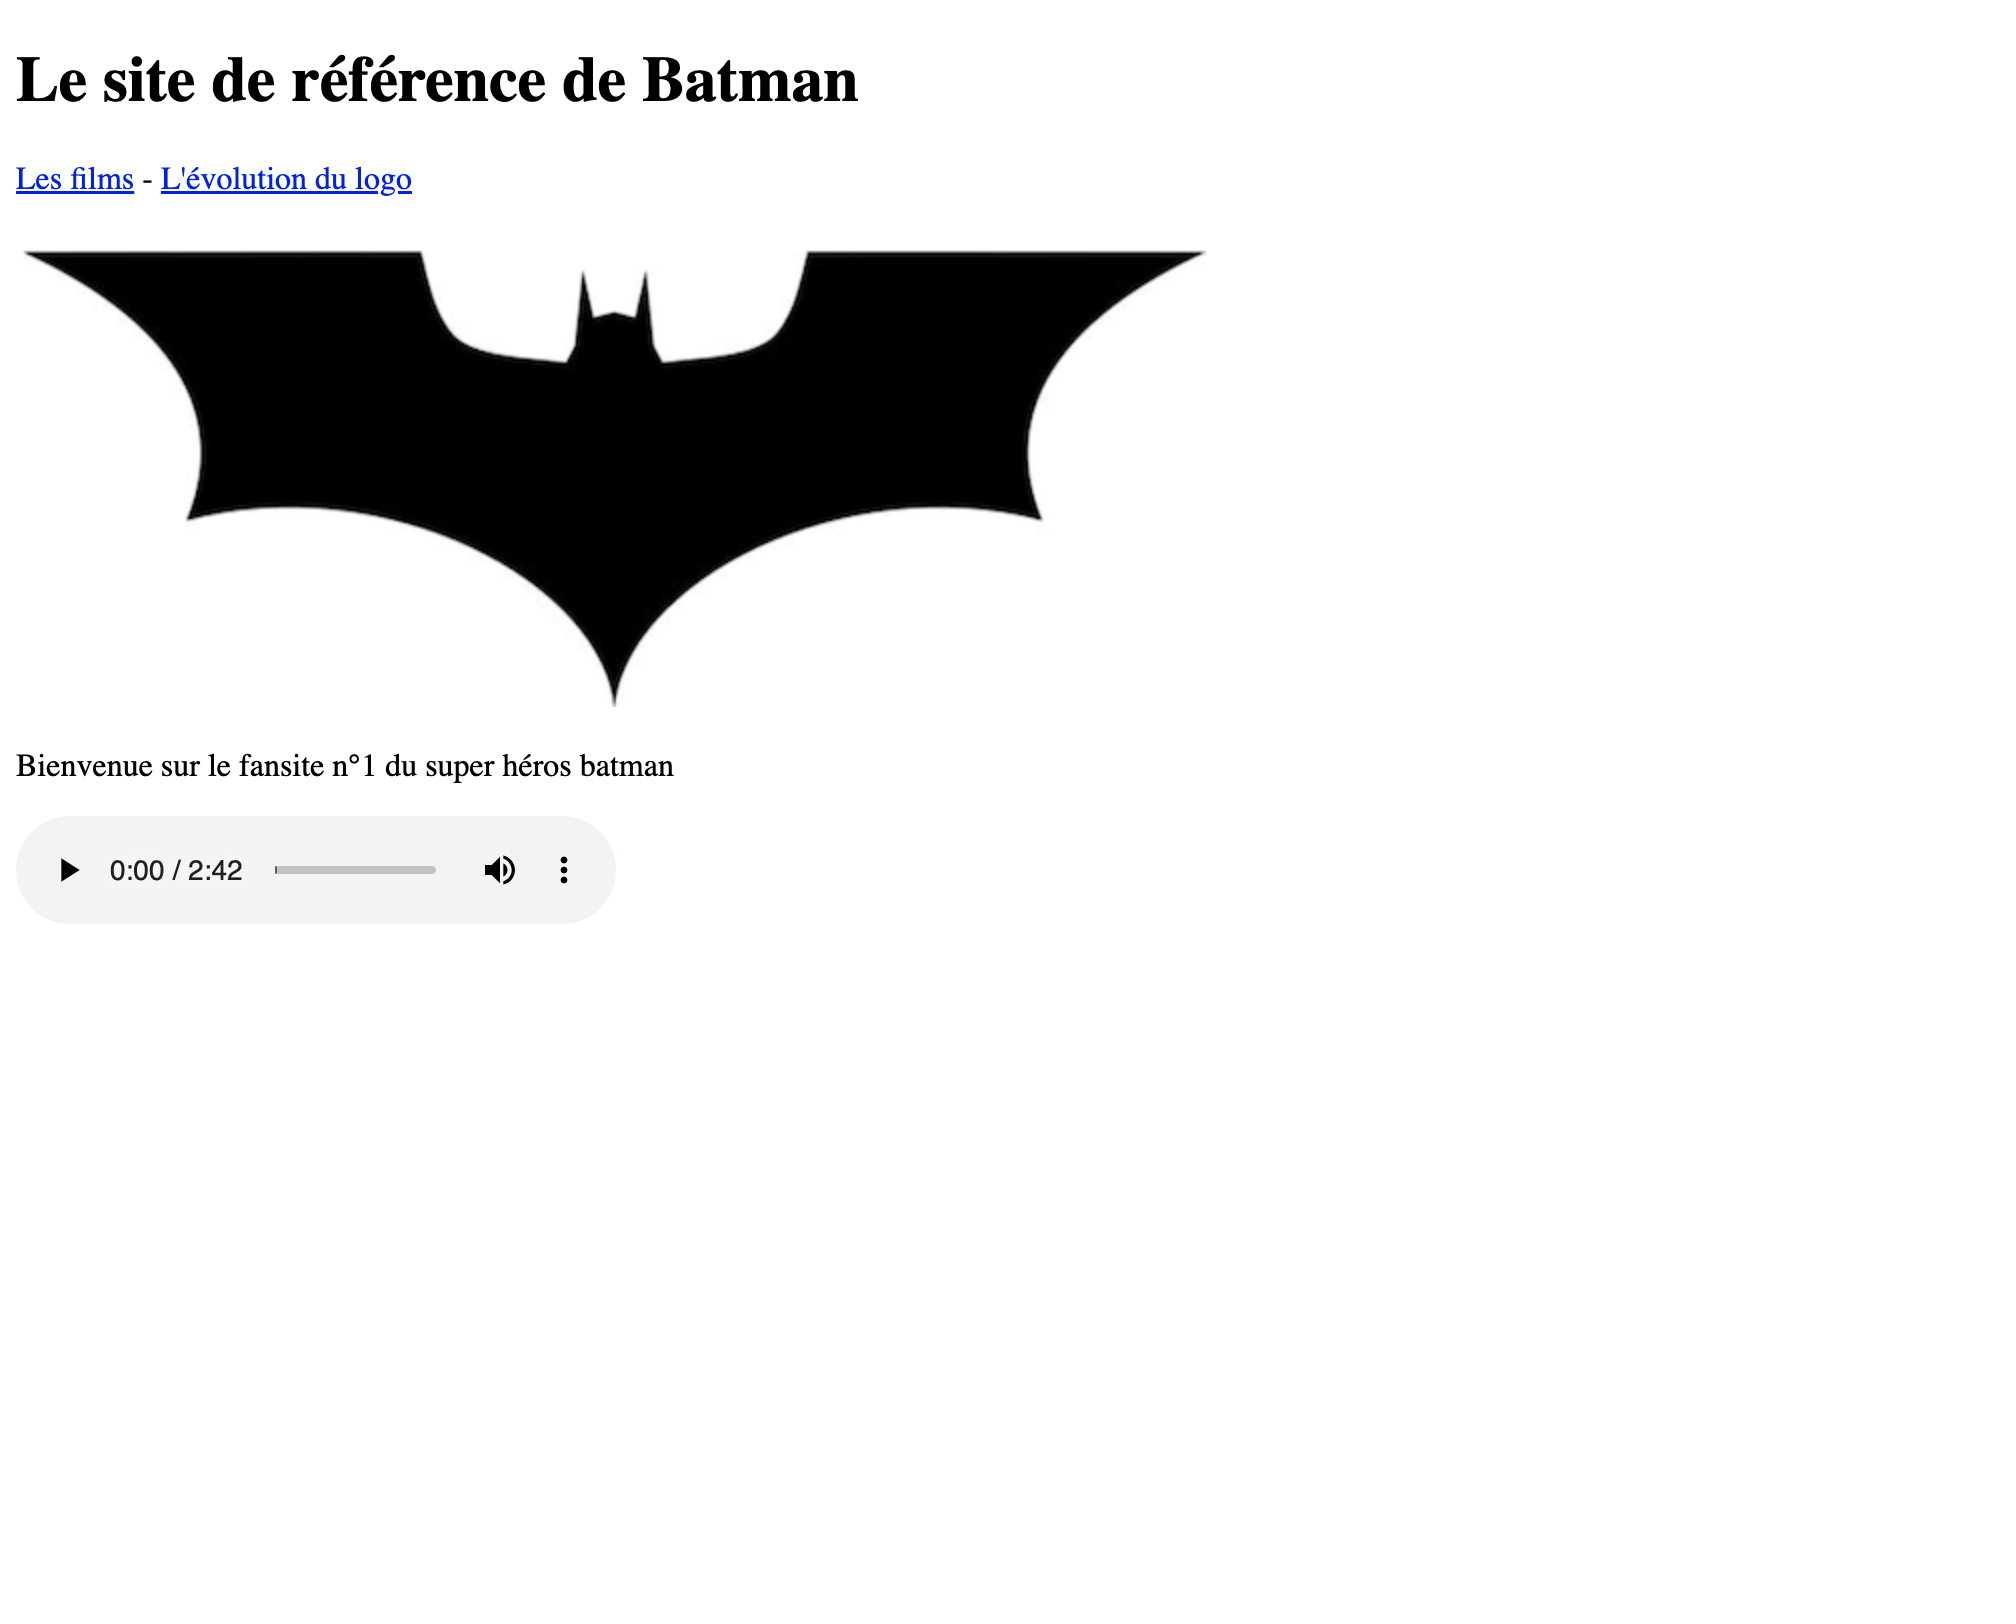 Le site de référence de Batman
Les films - L'évolution du logo
Bienvenue sur le fansite n°1 du super héros batman
0:00 / 2:42